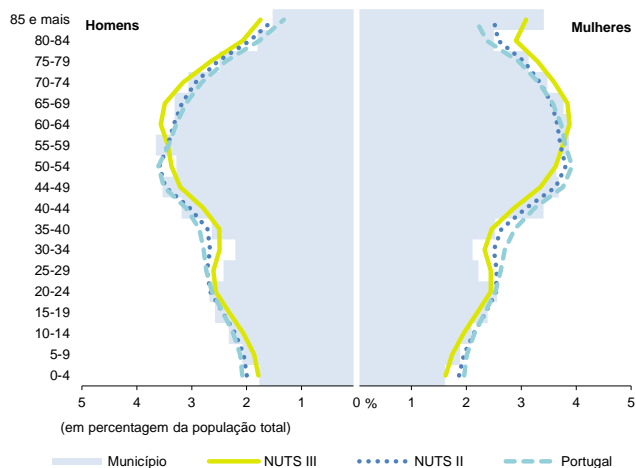 85 e mais
Homens
Mulheres
80-84
75-79
70-74
65-69
60-64
55-59
50-54
44-49
40-44
35-40
30-34
25-29
20-24
15-19
10-14
5-9
0-4
5 4 3 2 1 0 % 1 2 3 4 5
(em percentagem da população total)
Município NUTS III NUTS II Portugal